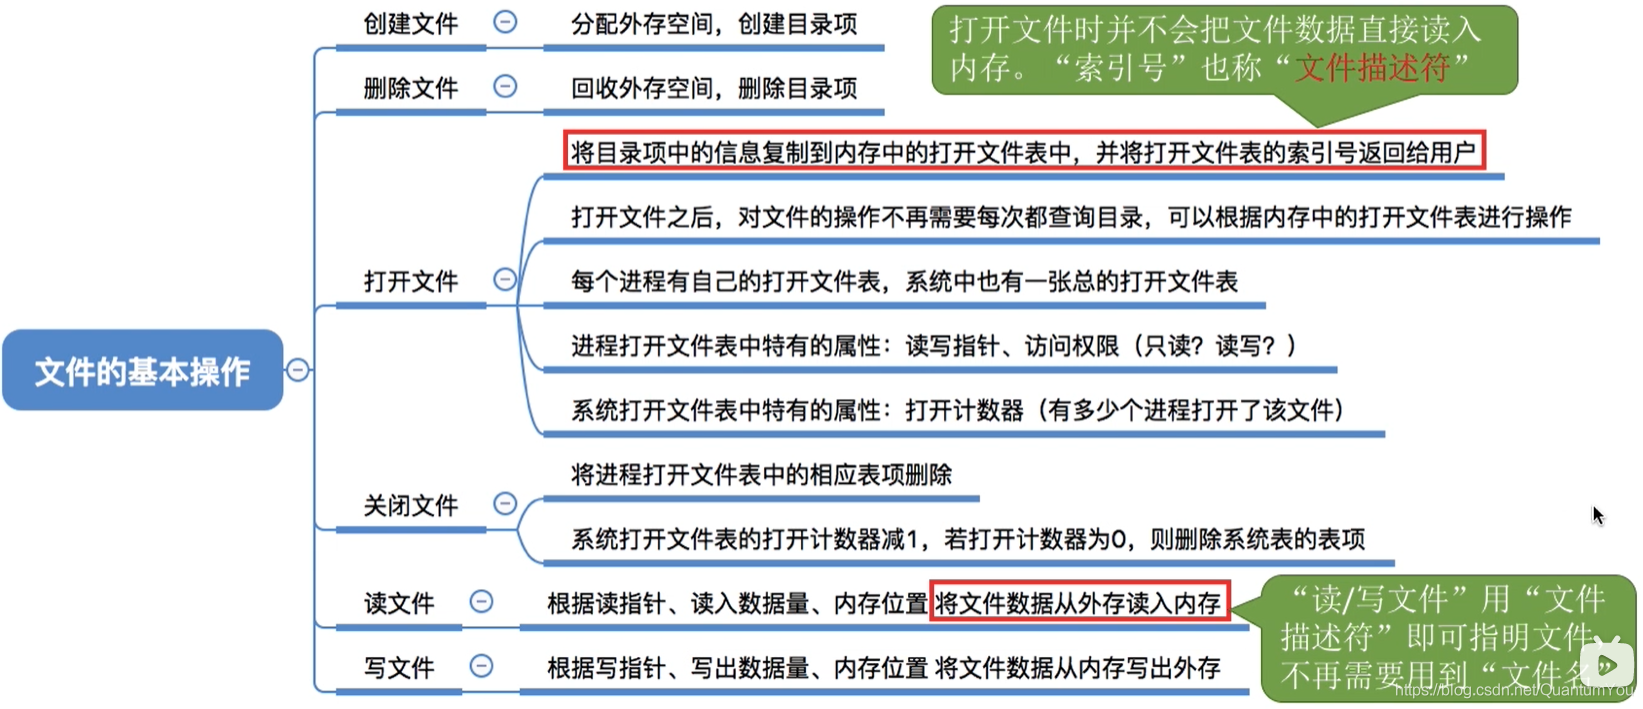 创建文件
分配外存空间，创建目录项
打开文件时并不会把文件数据直接读入
内存。“索引号”也称“文件描述符”
删除文件
回收外存空间，删除目录项
将目录项中的信息复制到内存中的打开文件表中，并将打开文件表的索引号返回给用户
打开文件之后，对文件的操作不再需要每次都查询目录，可以根据内存中的打开文件表进行操作
打开文件
每个进程有自己的打开文件表，系统中也有一张总的打开文件表
进程打开文件表中特有的属性：读写指针、访问权限（只读？读写？）
文件的基本操作
系统打开文件表中特有的属性：打开计数器（有多少个进程打开了该文件）
将进程打开文件表中的相应表项删除
关闭文件
系统打开文件表的打开计数器减1，若打开计数器为0，则删除系统表的表项
读文件
根据读指针、读入数据量、内存位置 将文件数据从外存读入内存
“读/写文件”用“文件
描述符”即可指明文件，
不再需要用到“文件名”
写文件
根据写指针、写出数据量、内存位置 将文件数据从内存写出外存
https://blog.csdn.net/QuantumYou